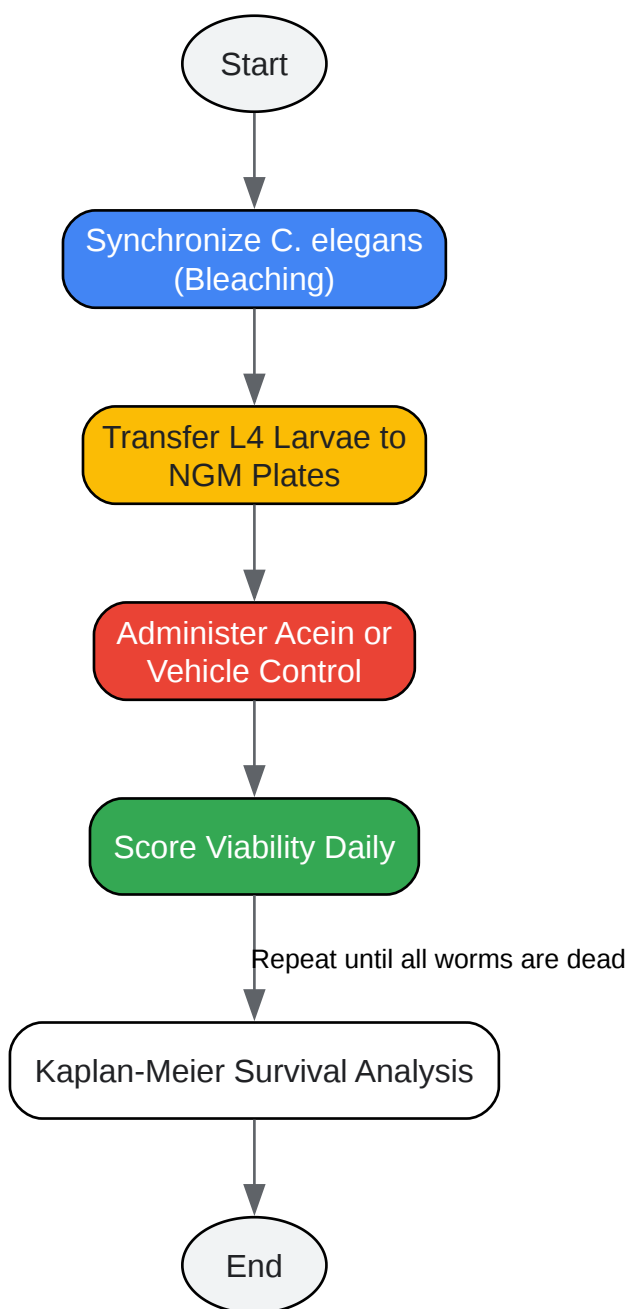 Start
Synchronize C. elegans
(Bleaching)
Transfer L4 Larvae to
NGM Plates
Administer Acein or
Vehicle Control
Score Viability Daily
Repeat until all worms are dead
Kaplan-Meier Survival Analysis
End